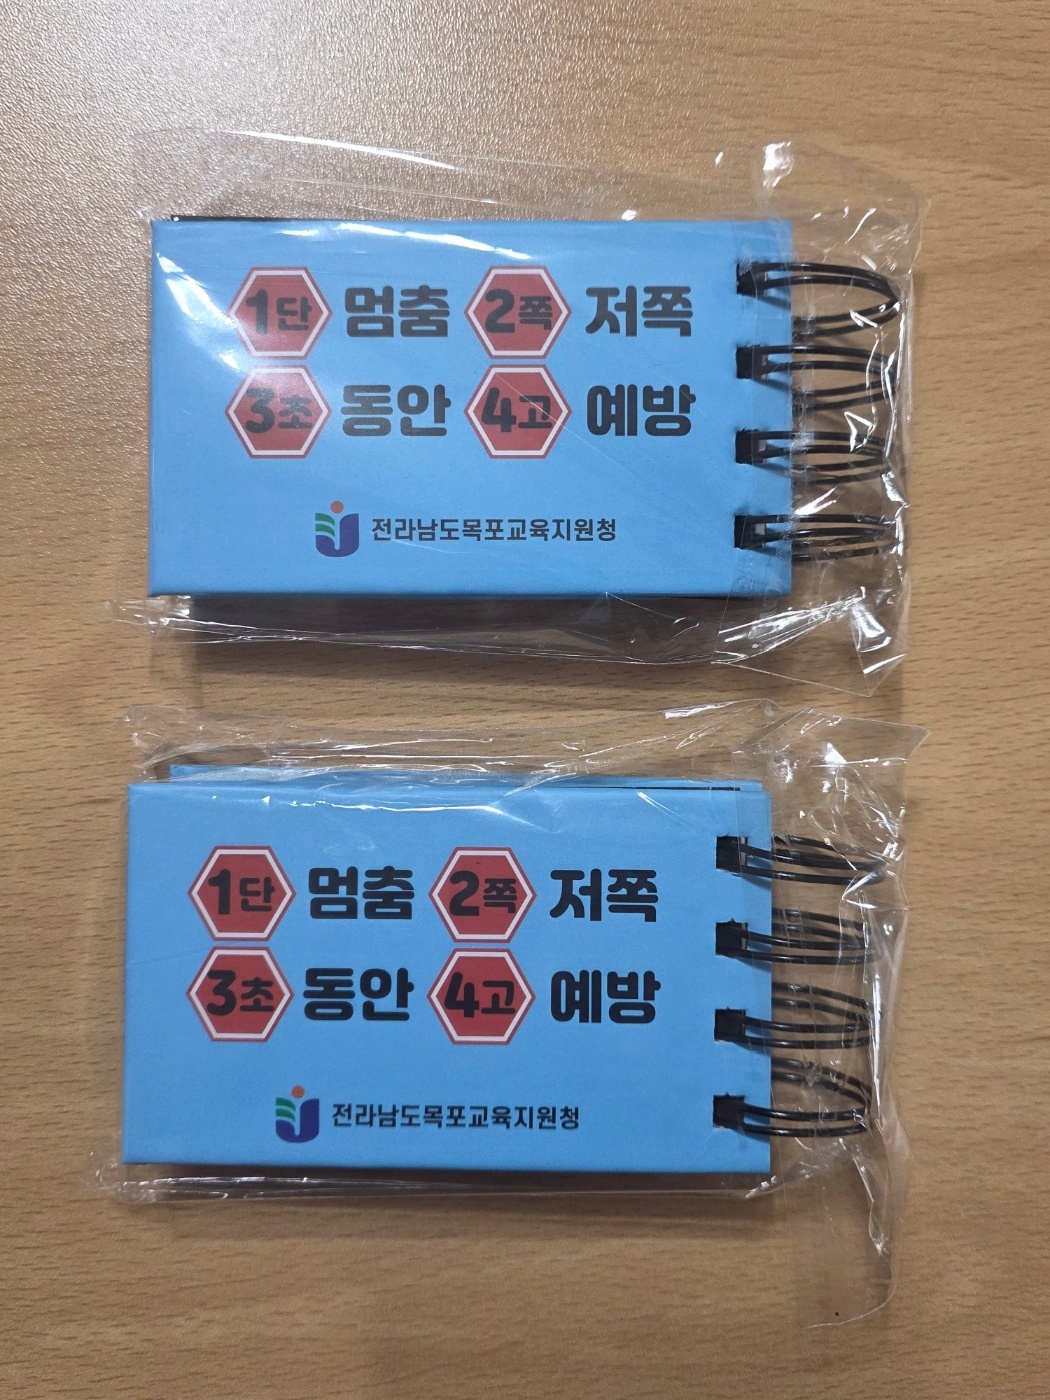 1단 멈춤 2쪽 저쪽
3초 동안 4고 예방
전라남도목포교육지원청
1단 멈춤 2쪽 저쪽
3초 동안 4고 예방
전라남도목포교육지원청